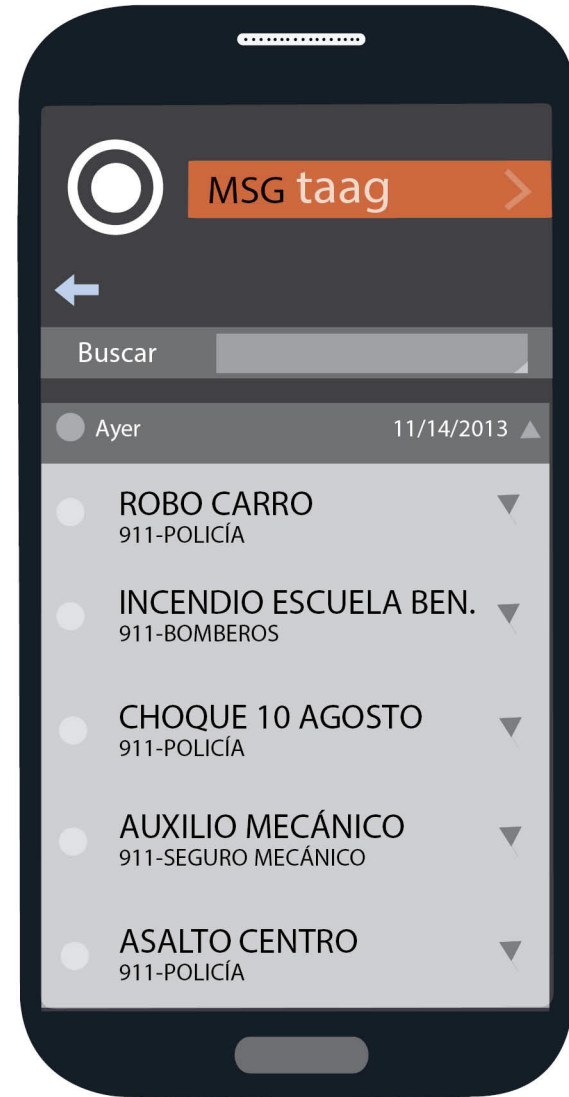 MSG taag
Buscar
Ayer 11/14/2013
ROBO CARRO
911-POLICÍA
INCENDIO ESCUELA BEN.
911-BOMBEROS
CHOQUE 10 AGOSTO
911-POLICÍA
AUXILIO MECÁNICO
911-SEGURO MECÁNICO
ASALTO CENTRO
911-POLICÍA